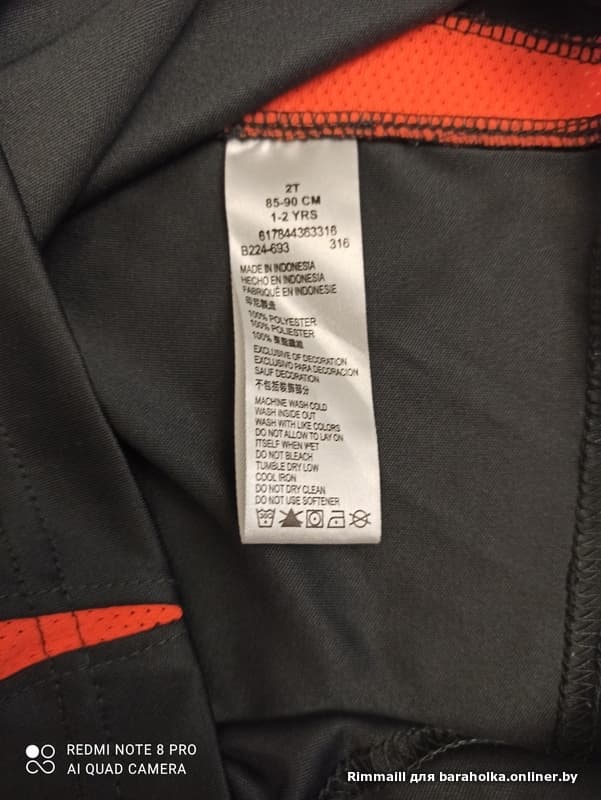 2T
85-90 CM
1-2 YRS
617844363316
B224-693 316
MADE IN INDONESIA
HECHO EN INDONESIA
FABRIQUÉ EN INDONESIE
印尼製造
100% POLYESTER
100% POLIESTER
100% 聚酯纖維
EXCLUSIVE OF DECORATION
EXCLUSIVO PARA DECORACION
SAUF DECORATION
不包括裝飾部分
MACHINE WASH COLD
WASH INSIDE OUT
WASH WITH LIKE COLORS
DO NOT ALLOW TO LAY ON
ITSELF WHEN WET
DO NOT BLEACH
TUMBLE DRY LOW
COOL IRON
DO NOT DRY CLEAN
DO NOT USE SOFTENER
REDMI NOTE 8 PRO
AI QUAD CAMERA
Rimmaill для baraholka.onliner.by